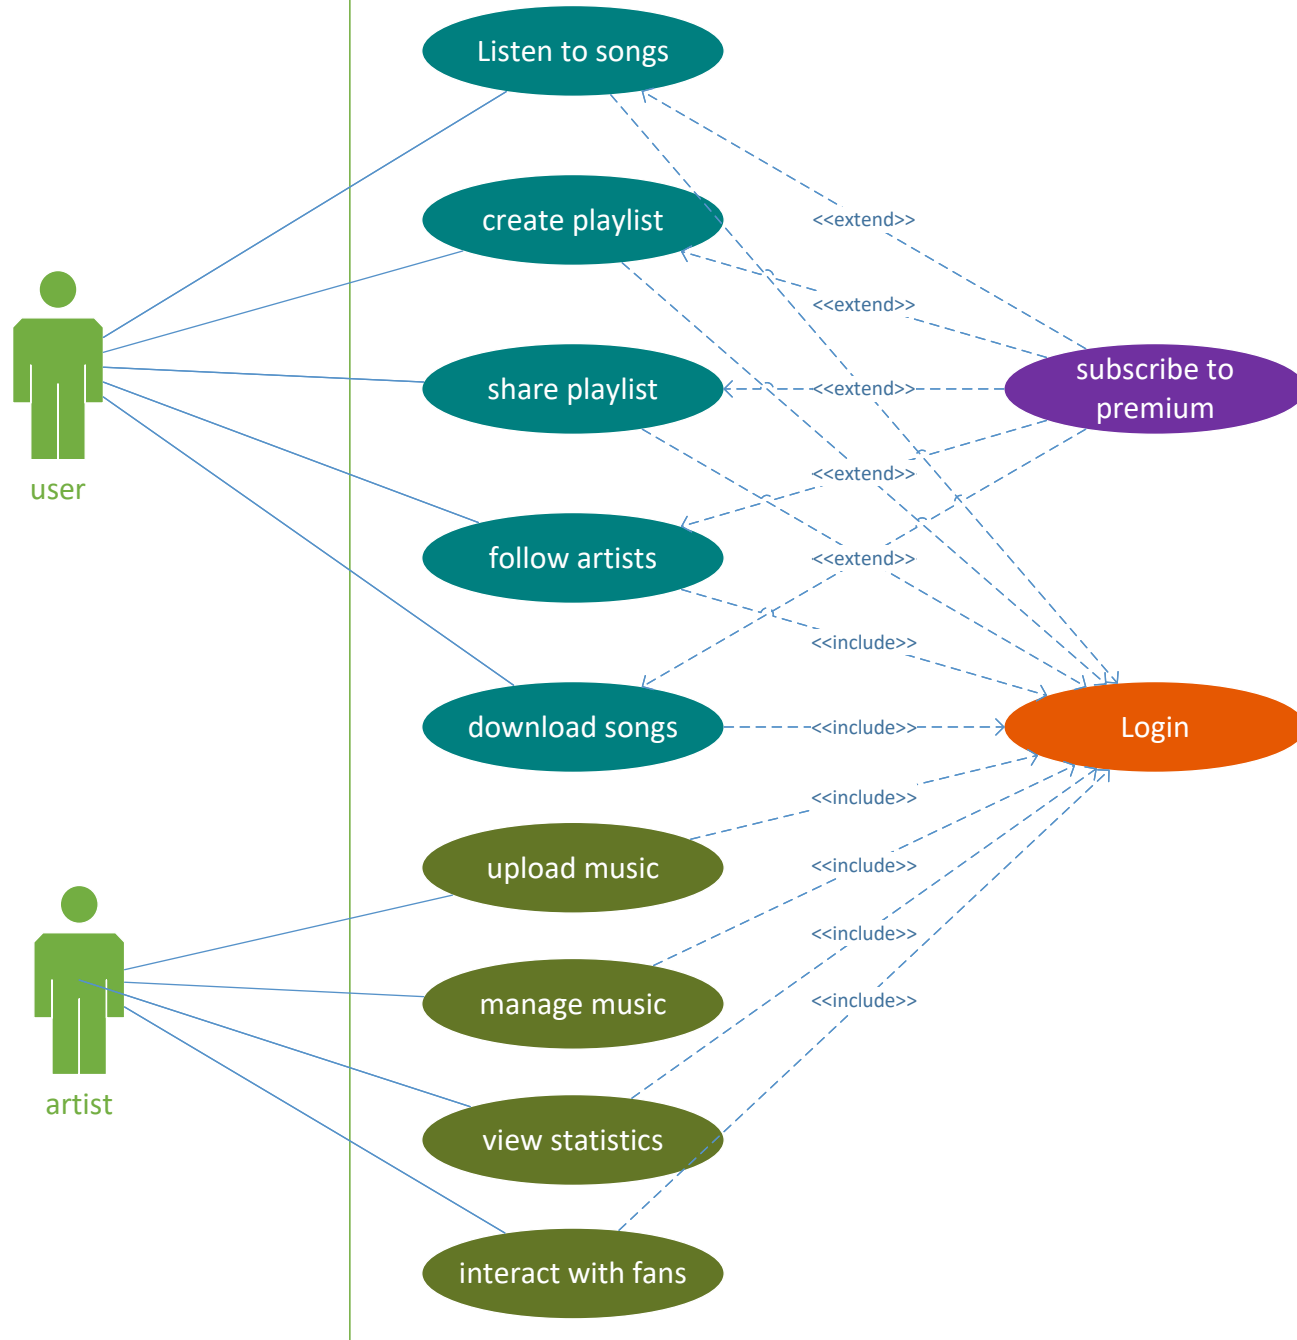 Listen to songs
create playlist
<<extend>>
<<extend>>
share playlist
<<extend>>
subscribe to
premium
user
<<extend>>
follow artists
<<extend>>
<<include>>
download songs
<<include>>
Login
<<include>>
upload music
<<include>>
<<include>>
manage music
<<include>>
artist
view statistics
interact with fans